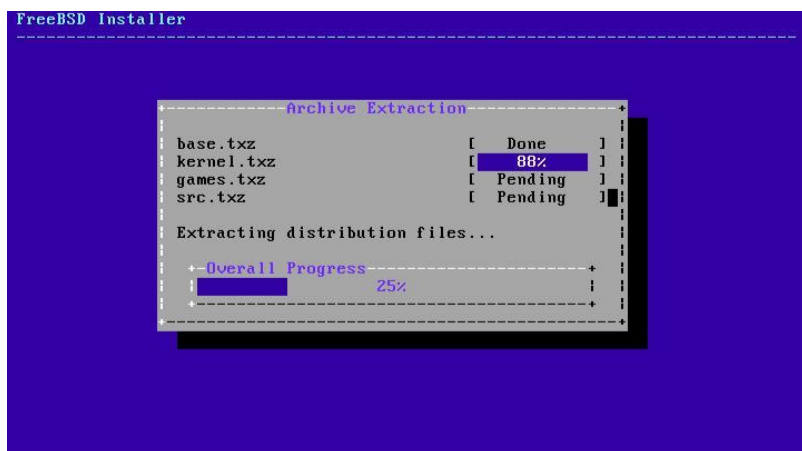 FreeBSD Installer
Archive Extraction
base.txz [ Done ]
kernel.txz [ 88% ]
games.txz [ Pending ]
src.txz [ Pending ]
Extracting distribution files...
Overall Progress
25%